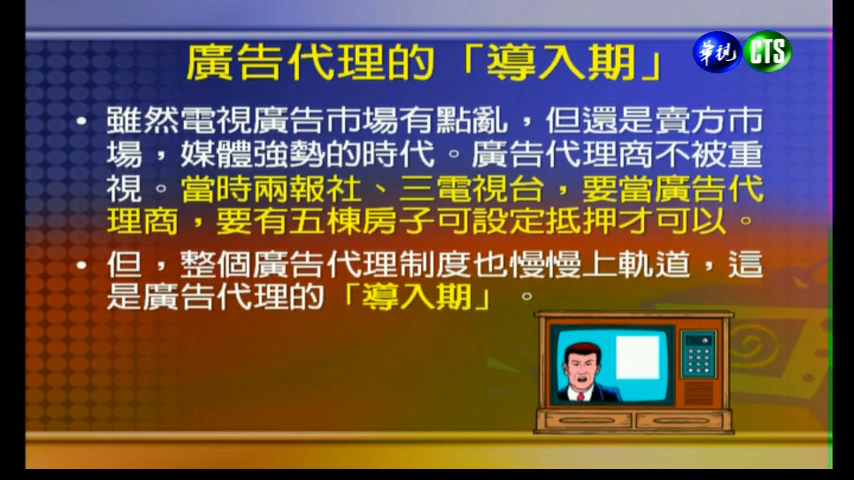 廣告代理的「導入期」
華視 CTS
• 雖然電視廣告市場有點亂，但還是賣方市
場，媒體強勢的時代。廣告代理商不被重
視。當時兩報社、三電視台，要當廣告代
理商，要有五棟房子可設定抵押才可以。
• 但，整個廣告代理制度也慢慢上軌道，這
是廣告代理的「導入期」。